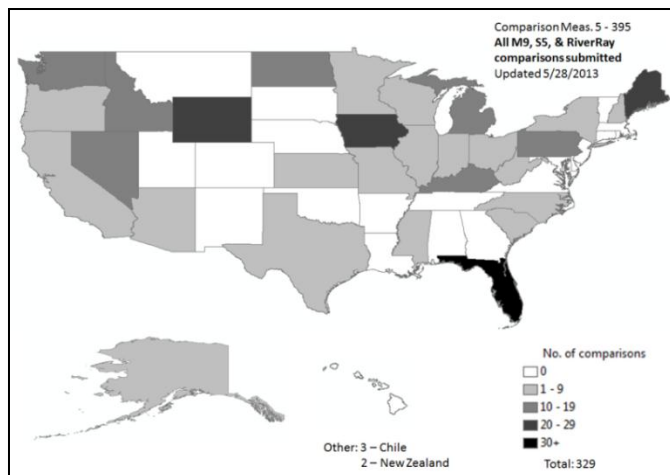 Comparison Meas. 5 - 395
All M9, S5, & RiverRay
comparisons submitted
Updated 5/28/2013
No. of comparisons
0
1 - 9
10 - 19
20 - 29
30+
Other: 3 – Chile
2 – New Zealand
Total: 329